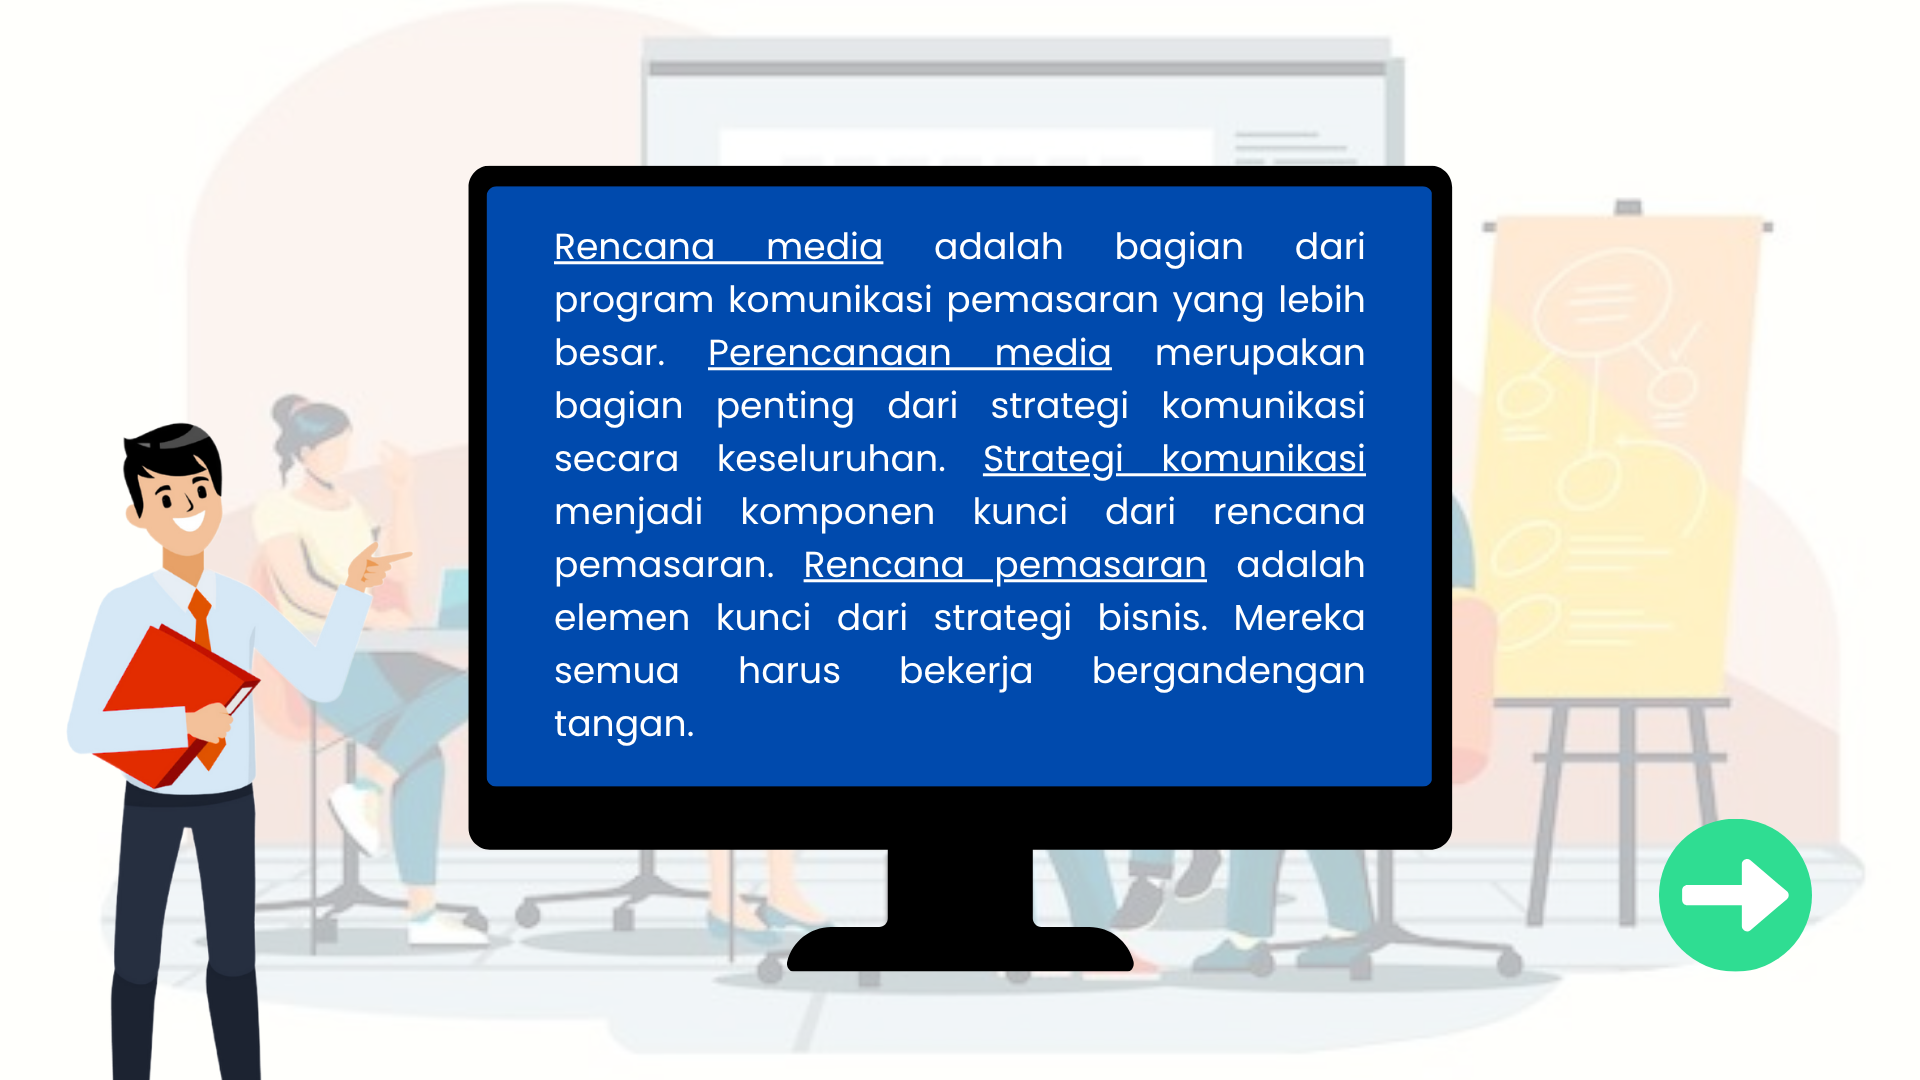 Rencana media adalah bagian dari
program komunikasi pemasaran yang lebih
besar. Perencanaan media merupakan
bagian penting dari strategi komunikasi
secara keseluruhan. Strategi komunikasi
menjadi komponen kunci dari rencana
pemasaran. Rencana pemasaran adalah
elemen kunci dari strategi bisnis. Mereka
semua harus bekerja bergandengan
tangan.